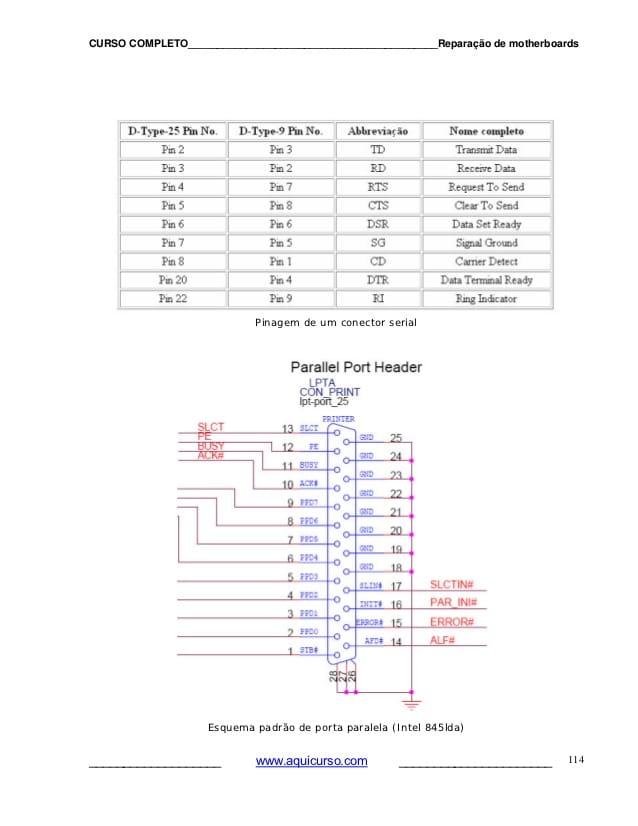 CURSO COMPLETO__________________________________________Reparação de motherboards
D-Type-25 Pin No. D-Type-9 Pin No. Abbreviação Nome completo
Pin 2 Pin 3 TD Transmit Data
Pin 3 Pin 2 RD Receive Data
Pin 4 Pin 7 RTS Request To Send
Pin 5 Pin 8 CTS Clear To Send
Pin 6 Pin 6 DSR Data Set Ready
Pin 7 Pin 5 SG Signal Ground
Pin 8 Pin 1 CD Carrier Detect
Pin 20 Pin 4 DTR Data Terminal Ready
Pin 22 Pin 9 RI Ring Indicator
Pinagem de um conector serial
Parallel Port Header
LPTA
CON_PRINT
lpt-port_25
PRINTER
SLCT 13 SLCT
GND 25
PE 12 PE
GND 24
BUSY 11 BUSY
GND 23
ACK# 10 ACK#
GND 22
9 PPD7
GND 21
8 PPD6
GND 20
7 PPD5
GND 19
6 PPD4
GND 18
5 PPD3
SLIN# 17 SLCTIN#
4 PPD2
INIT# 16 PAR_INI#
3 PPD1
ERROR# 15 ERROR#
2 PPD0
AFD# 14 ALF#
1 STB#
28 27 26
Esquema padrão de porta paralela (Intel 845lda)
____________________ www.aquicurso.com _______________________ 114